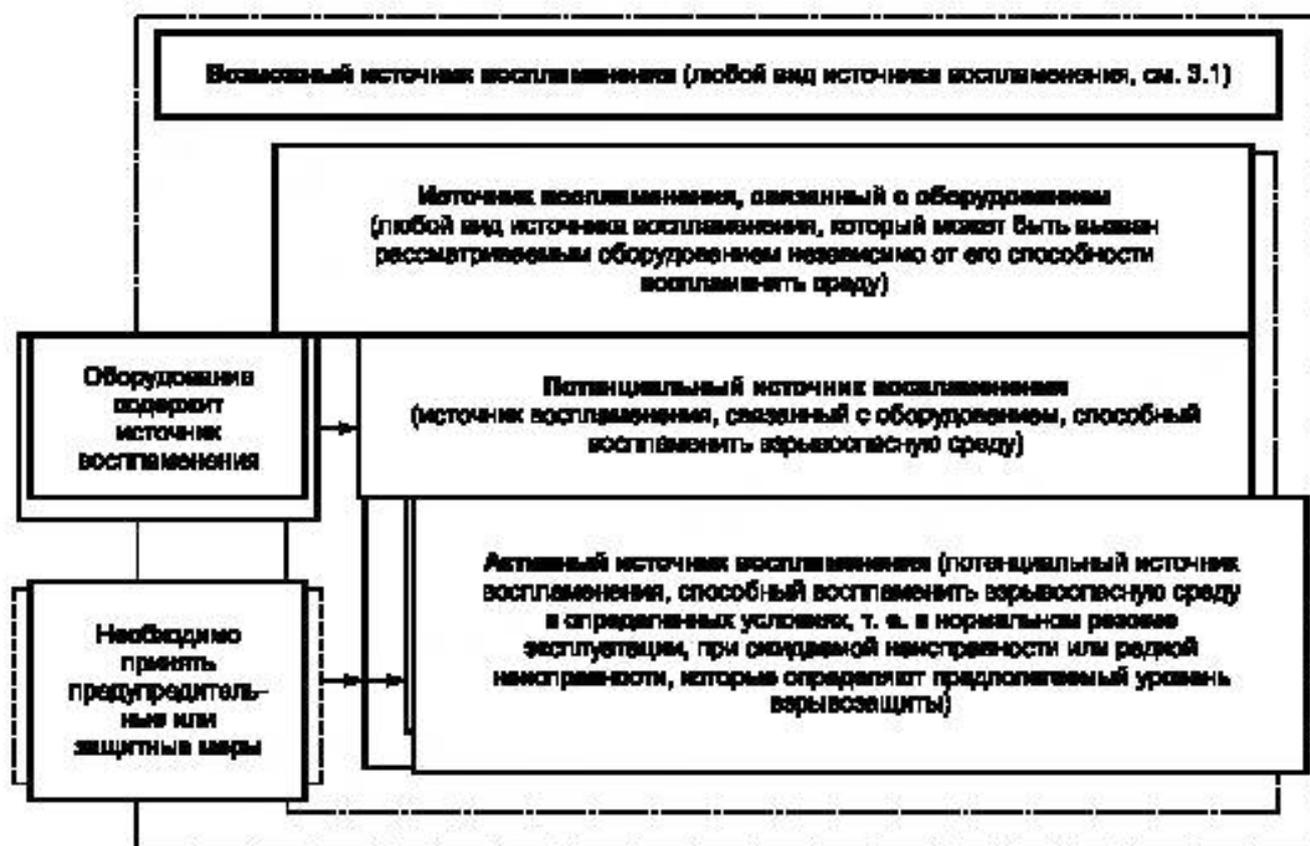 Возможный источник воспламенения (любой вид источника воспламенения, см. 3.1)
Источник воспламенения, связанный с оборудованием
(любой вид источника воспламенения, который может быть вызван
рассматриваемым оборудованием независимо от его способности
воспламенять среду)
Оборудование
содержит
источник
воспламенения
Потенциальный источник воспламенения
(источник воспламенения, связанный с оборудованием, способный
воспламенить взрывоопасную среду)
Активный источник воспламенения (потенциальный источник
воспламенения, способный воспламенить взрывоопасную среду
в определенных условиях, т. е. в нормальном режиме
эксплуатации, при ожидаемой неисправности или редкой
неисправности, которые определяют предполагаемый уровень
взрывозащиты)
Необходимо
принять
предупредитель-
ные или
защитные меры